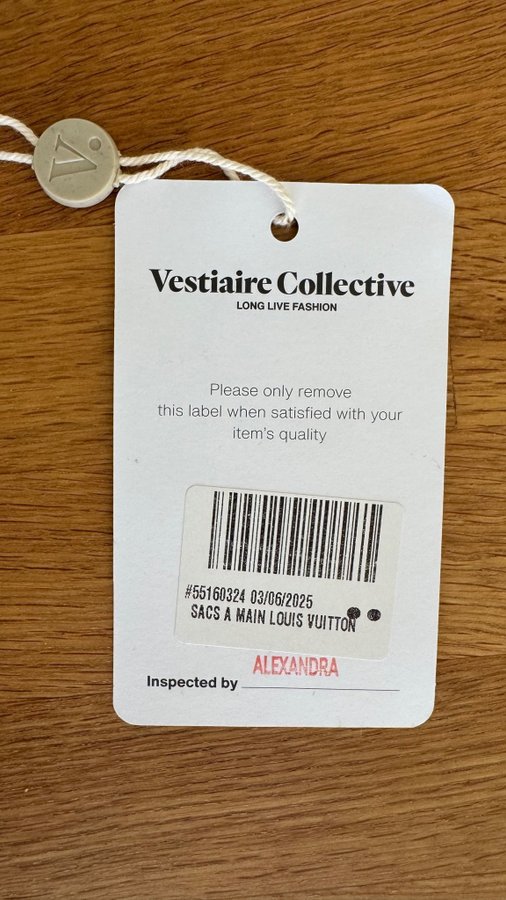 V.
Vestiaire Collective
LONG LIVE FASHION
Please only remove
this label when satisfied with your
item's quality
#55160324 03/06/2025
SACS A MAIN LOUIS VUITTON
ALEXANDRA
Inspected by